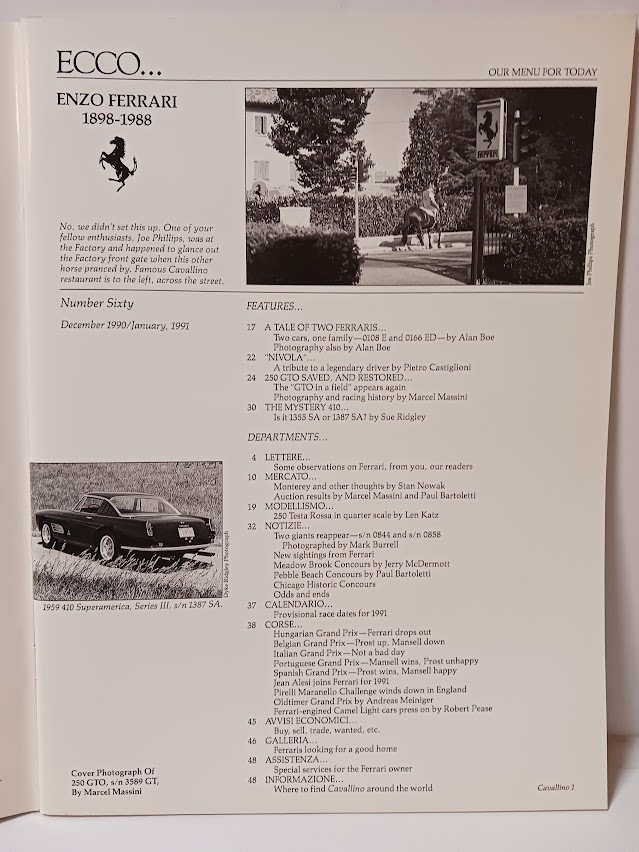 ECCO...
OUR MENU FOR TODAY
ENZO FERRARI
1898-1988
Ferrari
Joe Phillips Photograph
No, we didn't set this up. One of your
fellow enthusiasts, Joe Phillips, was at
the Factory and happened to glance out
the Factory front gate when this other
horse pranced by. Famous Cavallino
restaurant is to the left, across the street.
Number Sixty
December 1990/January, 1991
FEATURES...
17 A TALE OF TWO FERRARIS...
Two cars, one family—0108 E and 0166 ED—by Alan Boe
Photography also by Alan Boe
22 "NIVOLA"...
A tribute to a legendary driver by Pietro Castiglioni
24 250 GTO SAVED, AND RESTORED...
The "GTO in a field" appears again
Photography and racing history by Marcel Massini
30 THE MYSTERY 410...
Is it 1355 SA or 1387 SA? by Sue Ridgley
DEPARTMENTS...
4 LETTERE...
Some observations on Ferrari, from you, our readers
10 MERCATO...
Monterey and other thoughts by Stan Nowak
Auction results by Marcel Massini and Paul Bartoletti
19 MODELLISMO...
250 Testa Rossa in quarter scale by Len Katz
32 NOTIZIE...
Two giants reappear—s/n 0844 and s/n 0858
Photographed by Mark Burrell
New sightings from Ferrari
Meadow Brook Concours by Jerry McDermott
Pebble Beach Concours by Paul Bartoletti
Chicago Historic Concours
Odds and ends
37 CALENDARIO...
Provisional race dates for 1991
38 CORSE...
Hungarian Grand Prix—Ferrari drops out
Belgian Grand Prix—Prost up, Mansell down
Italian Grand Prix—Not a bad day
Portuguese Grand Prix—Mansell wins, Prost unhappy
Spanish Grand Prix—Prost wins, Mansell happy
Jean Alesi joins Ferrari for 1991
Pirelli Maranello Challenge winds down in England
Oldtimer Grand Prix by Andreas Meiniger
Ferrari-engined Camel Light cars press on by Robert Pease
45 AVVISI ECONOMICI...
Buy, sell, trade, wanted, etc.
46 GALLERIA...
Ferraris looking for a good home
48 ASSISTENZA...
Special services for the Ferrari owner
48 INFORMAZIONE...
Where to find Cavallino around the world
Dyke Ridgley Photograph
1959 410 Superamerica, Series III, s/n 1387 SA.
Cover Photograph Of
250 GTO, s/n 3589 GT,
By Marcel Massini
Cavallino 1